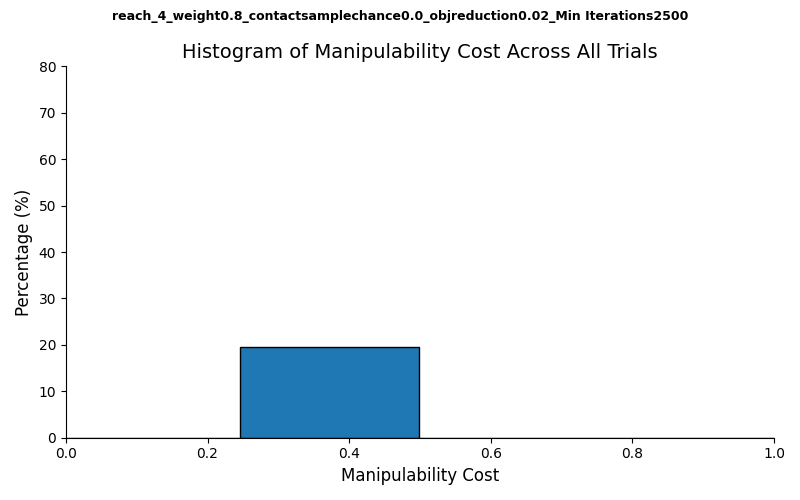 reach_4_weight0.8_contactsamplechance0.0_objreduction0.02_Min Iterations2500
Histogram of Manipulability Cost Across All Trials
80
70
60
50
40
30
20
10
0
Percentage (%)
0.0 0.2 0.4 0.6 0.8 1.0
Manipulability Cost